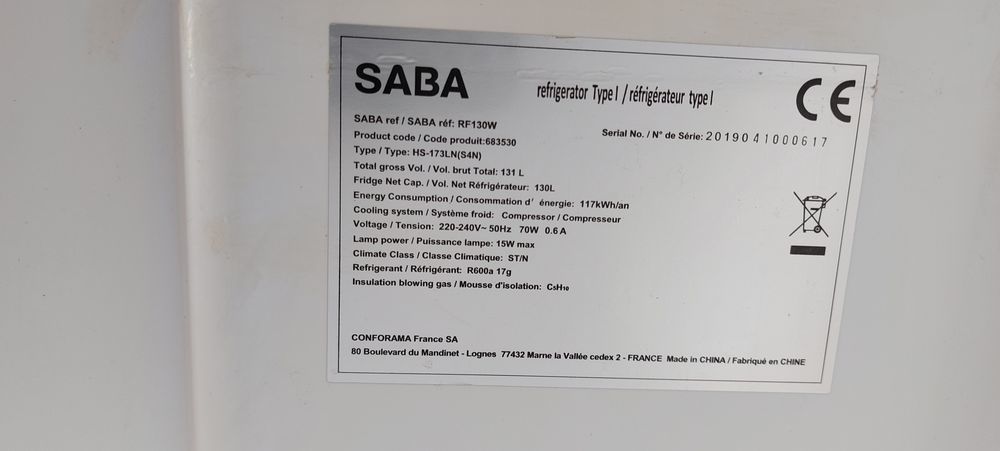 SABA
refrigerator Type I / réfrigérateur type I
CE
SABA ref / SABA réf: RF130W
Serial No. / N° de Série: 2019041000617
Product code / Code produit:683530
Type / Type: HS-173LN(S4N)
Total gross Vol. / Vol. brut Total: 131 L
Fridge Net Cap. / Vol. Net Réfrigérateur: 130L
Energy Consumption / Consommation d' énergie: 117kWh/an
Cooling system / Système froid: Compressor / Compresseur
Voltage / Tension: 220-240V~ 50Hz 70W 0.6 A
Lamp power / Puissance lampe: 15W max
Climate Class / Classe Climatique: ST/N
Refrigerant / Réfrigérant: R600a 17g
Insulation blowing gas / Mousse d'isolation: C₅H₁₀
CONFORAMA France SA
80 Boulevard du Mandinet - Lognes 77432 Marne la Vallée cedex 2 - FRANCE Made in CHINA / Fabriqué en CHINE